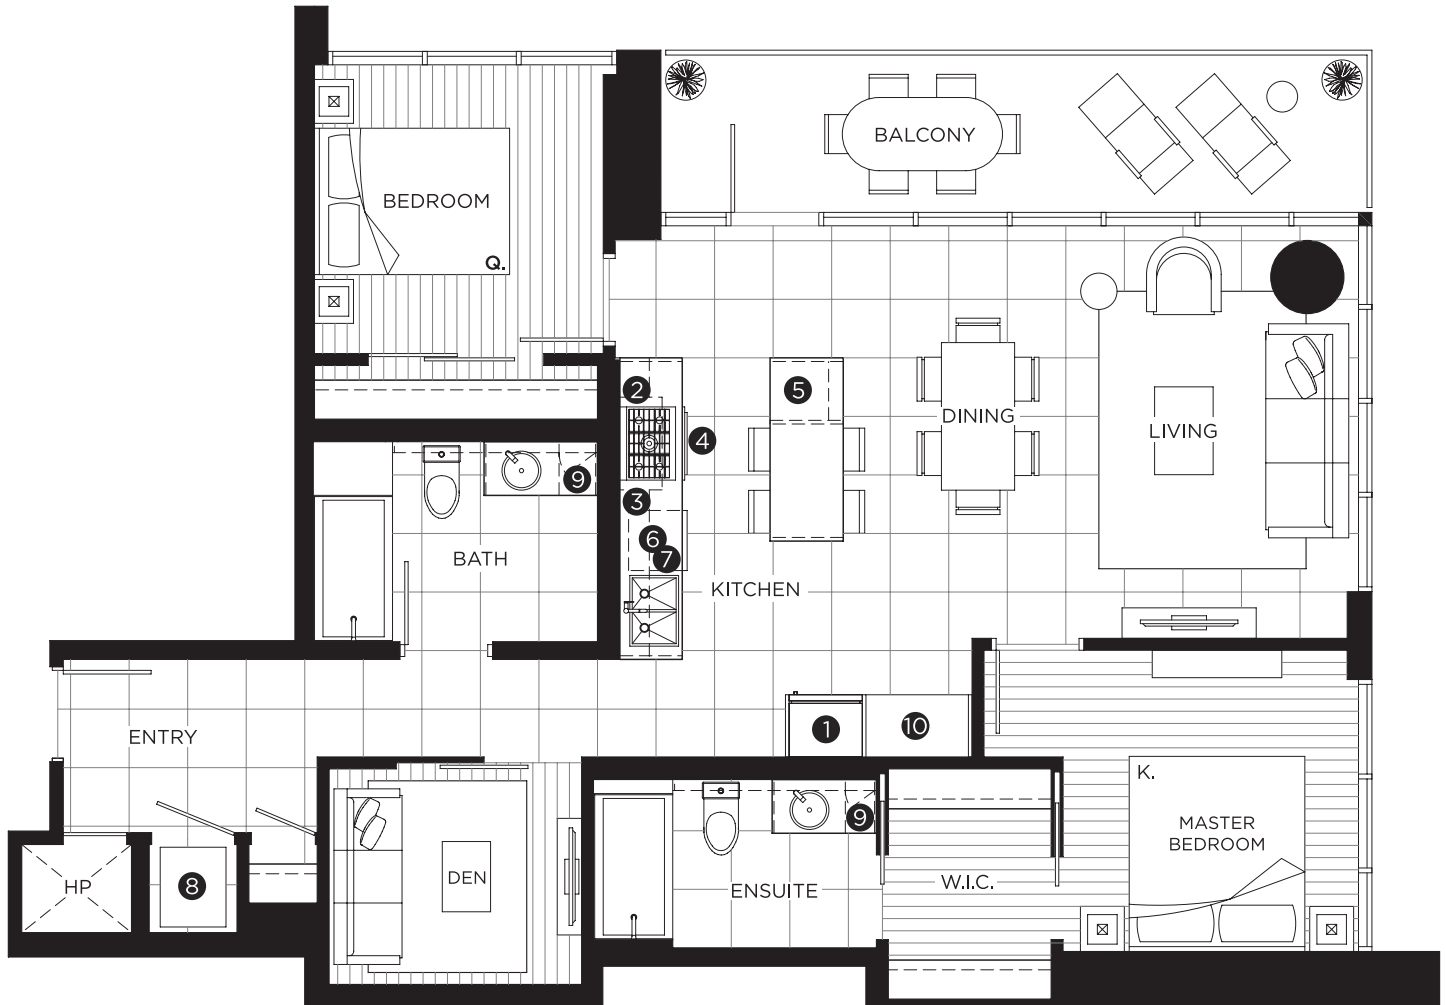 BALCONY
BEDROOM
Q.
2
5
4
DINING
LIVING
9
3
6
7
BATH
KITCHEN
1
10
ENTRY
K.
9
MASTER
BEDROOM
HP
8
DEN
ENSUITE
W.I.C.